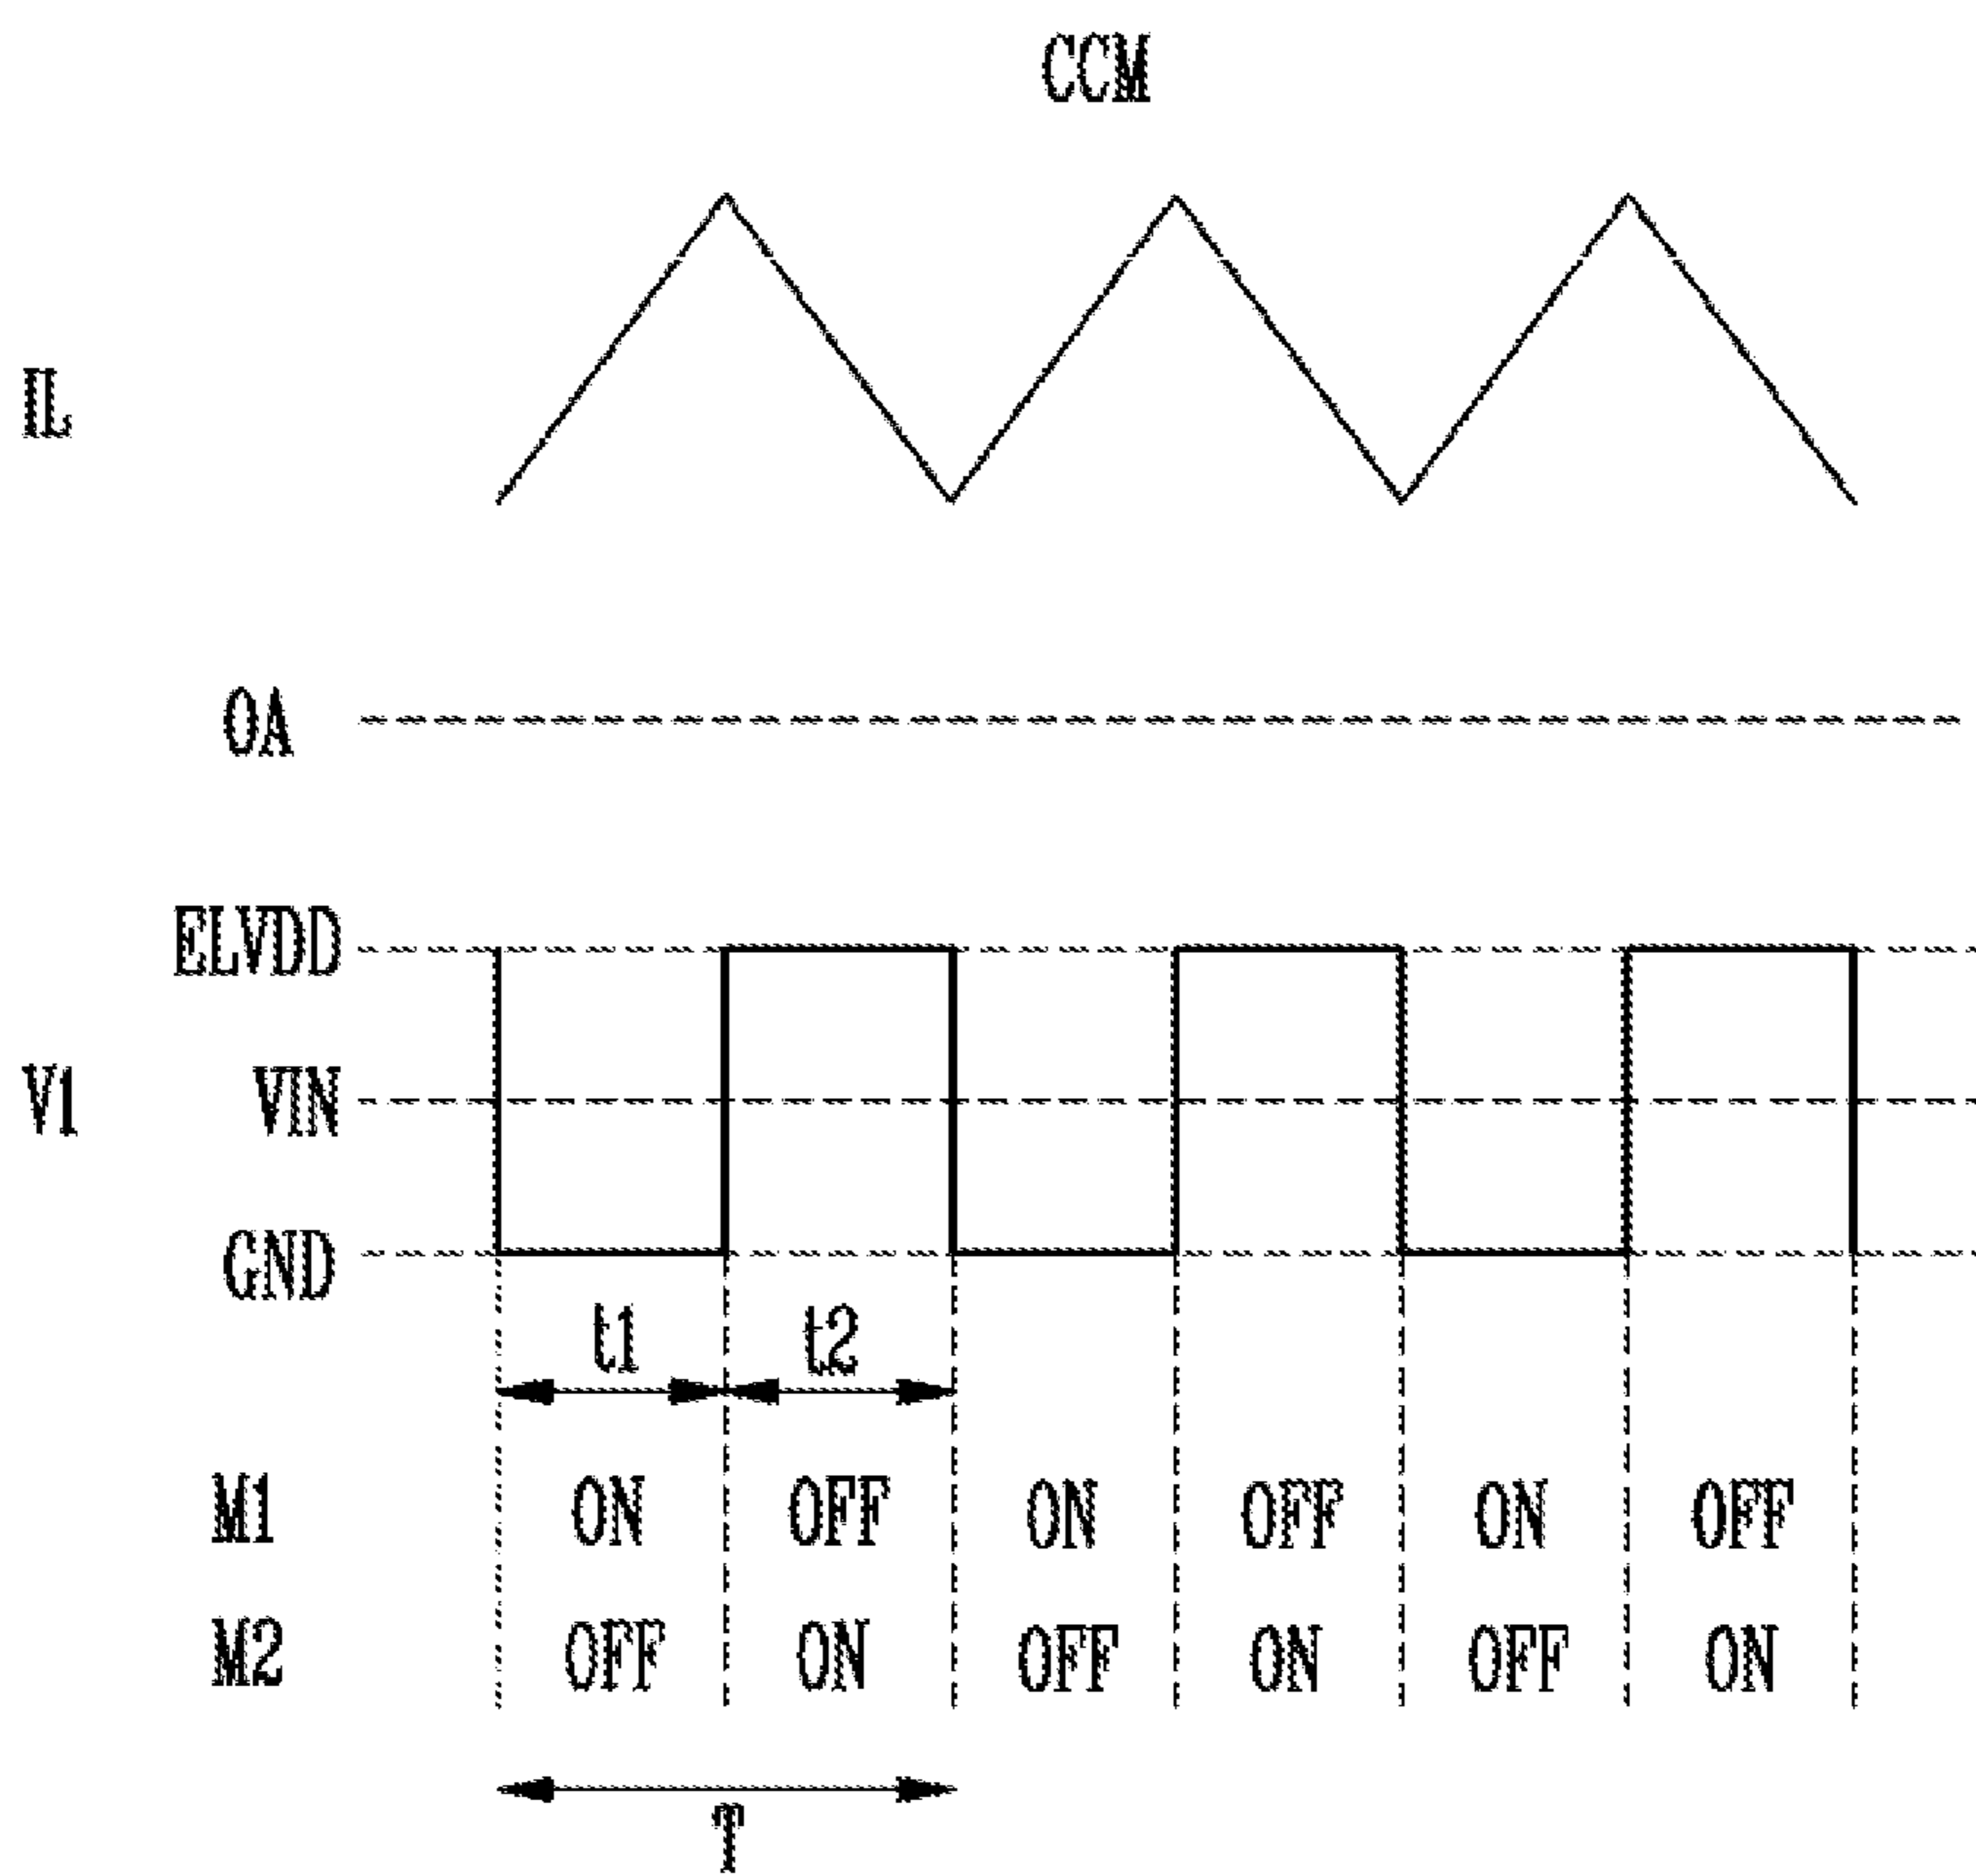 CCM
IL
0A
ELVDD
V1 VIN
GND
t1 t2
M1 ON OFF ON OFF ON OFF
M2 OFF ON OFF ON OFF ON
T